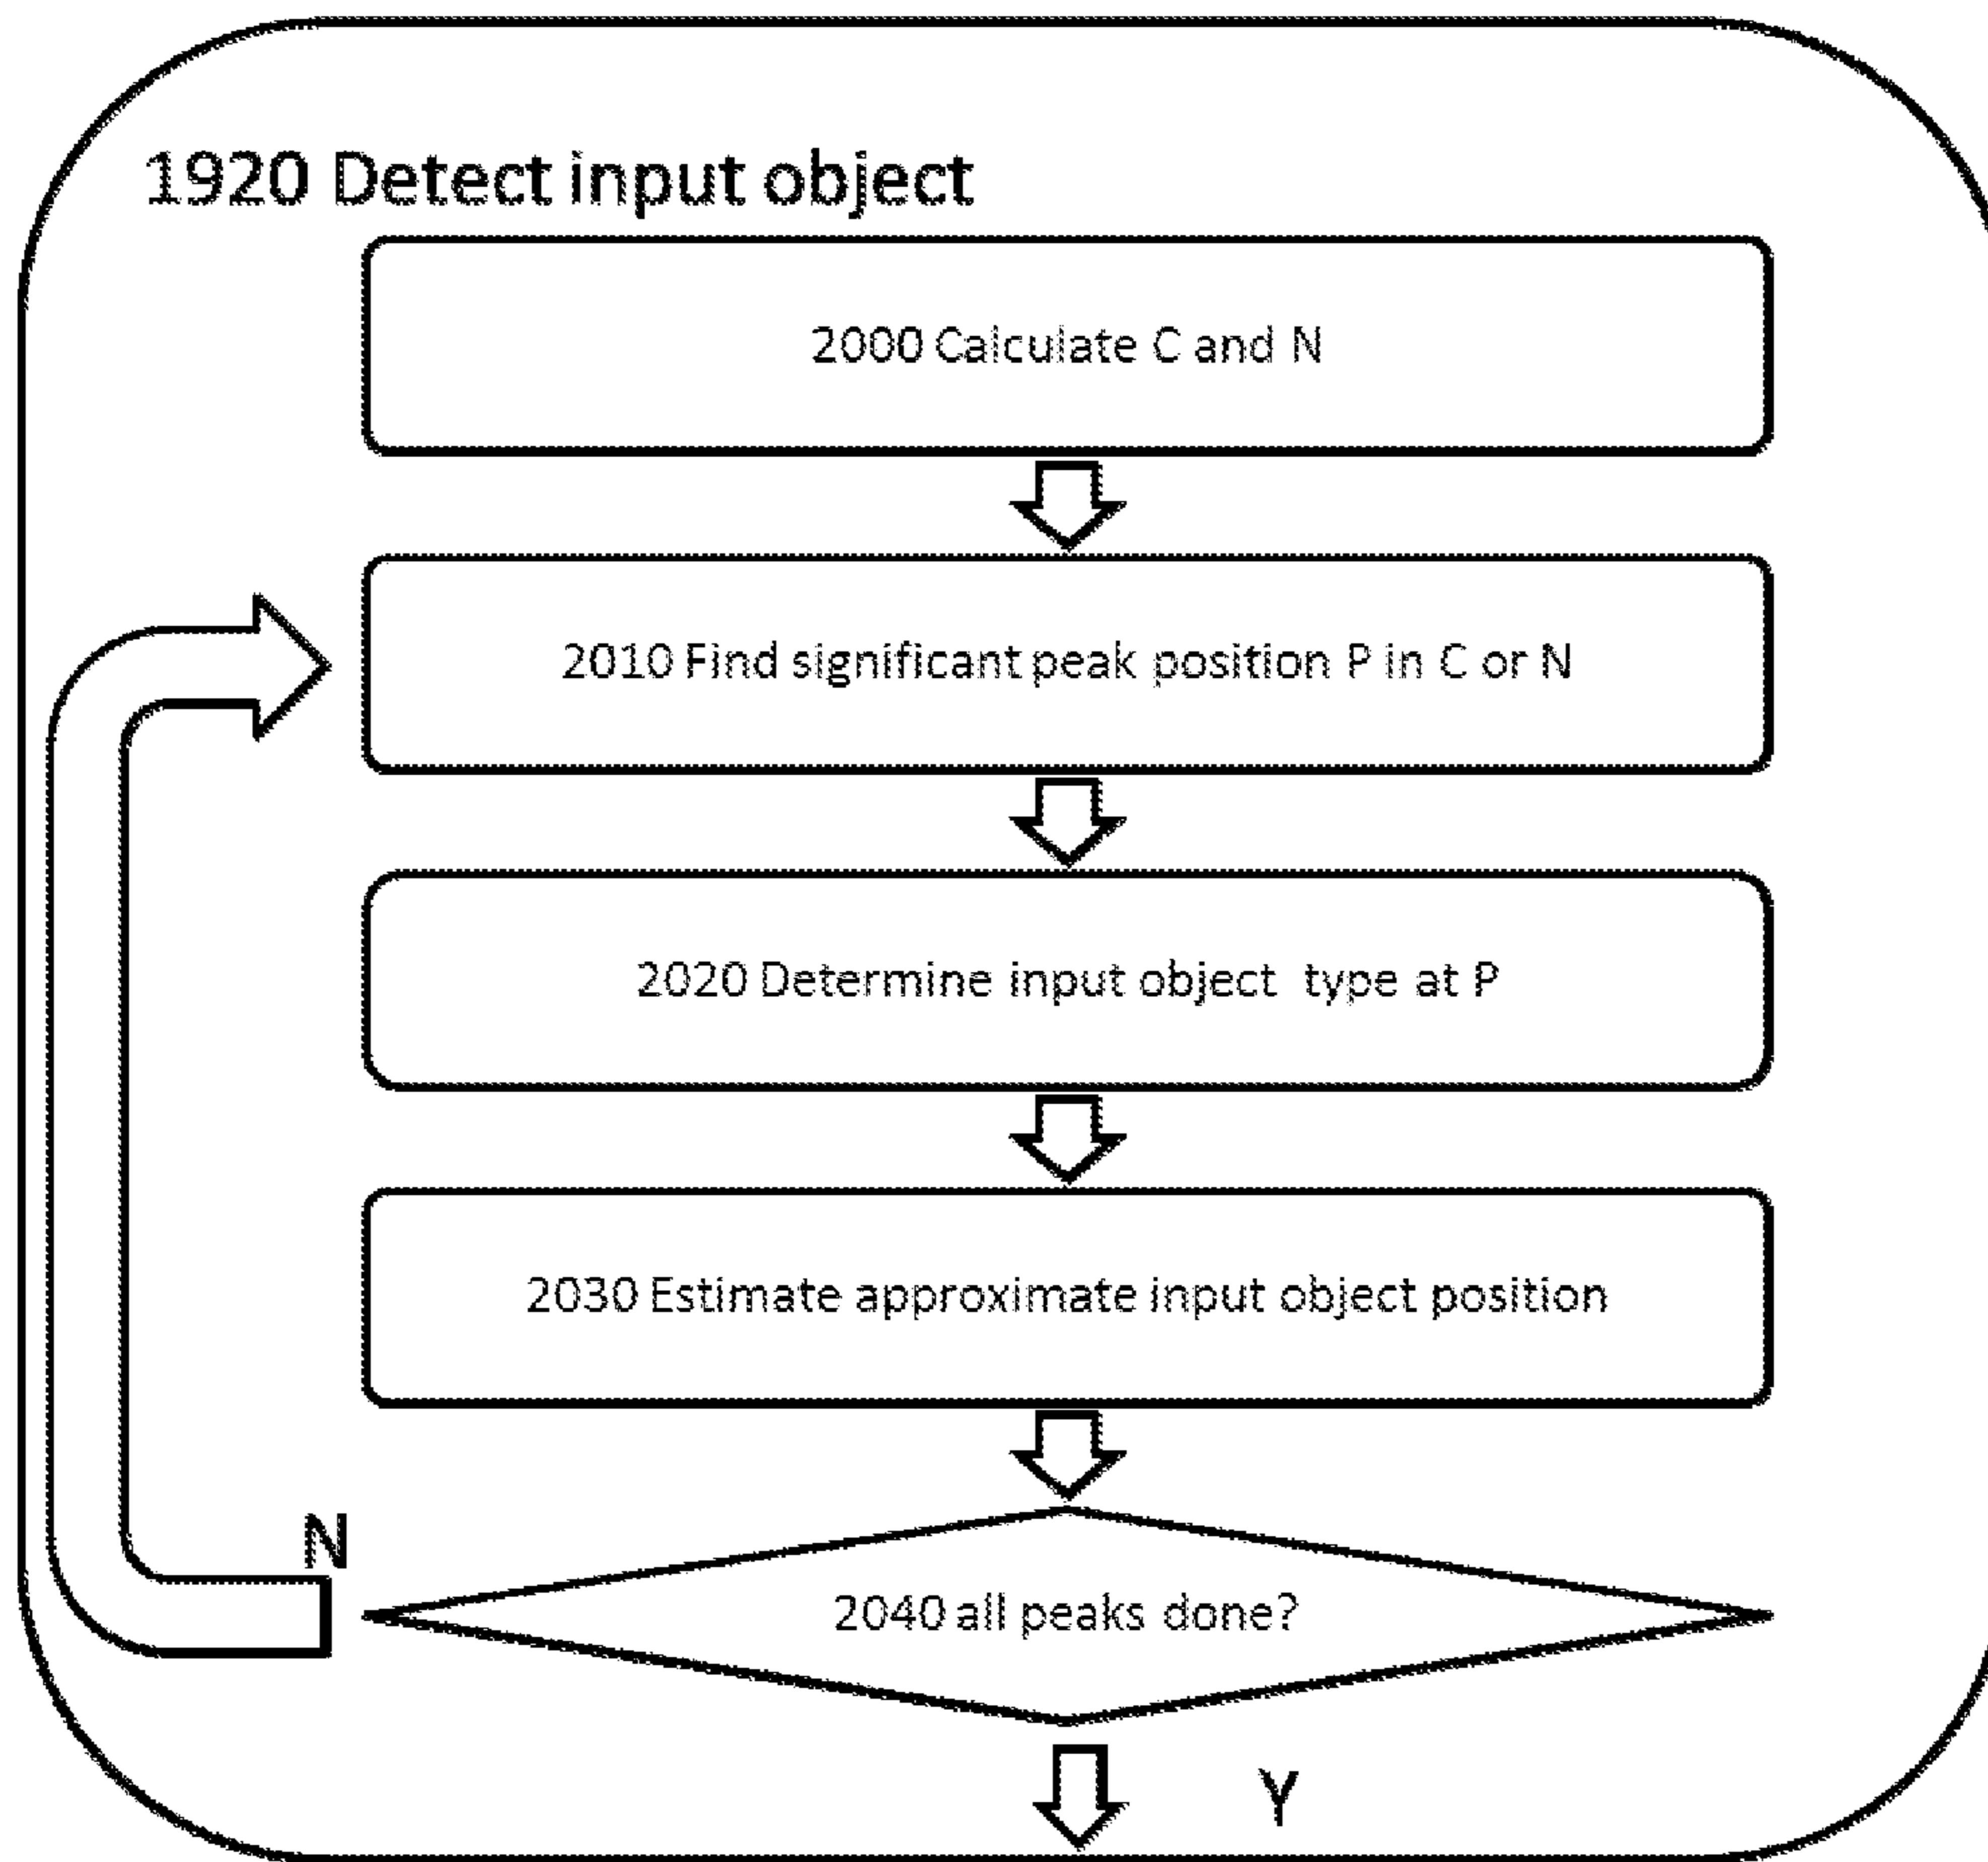 1920 Detect input object
2000 Calculate C and N
2010 Find significant peak position P in C or N
2020 Determine input object type at P
2030 Estimate approximate input object position
N
2040 all peaks done?
Y